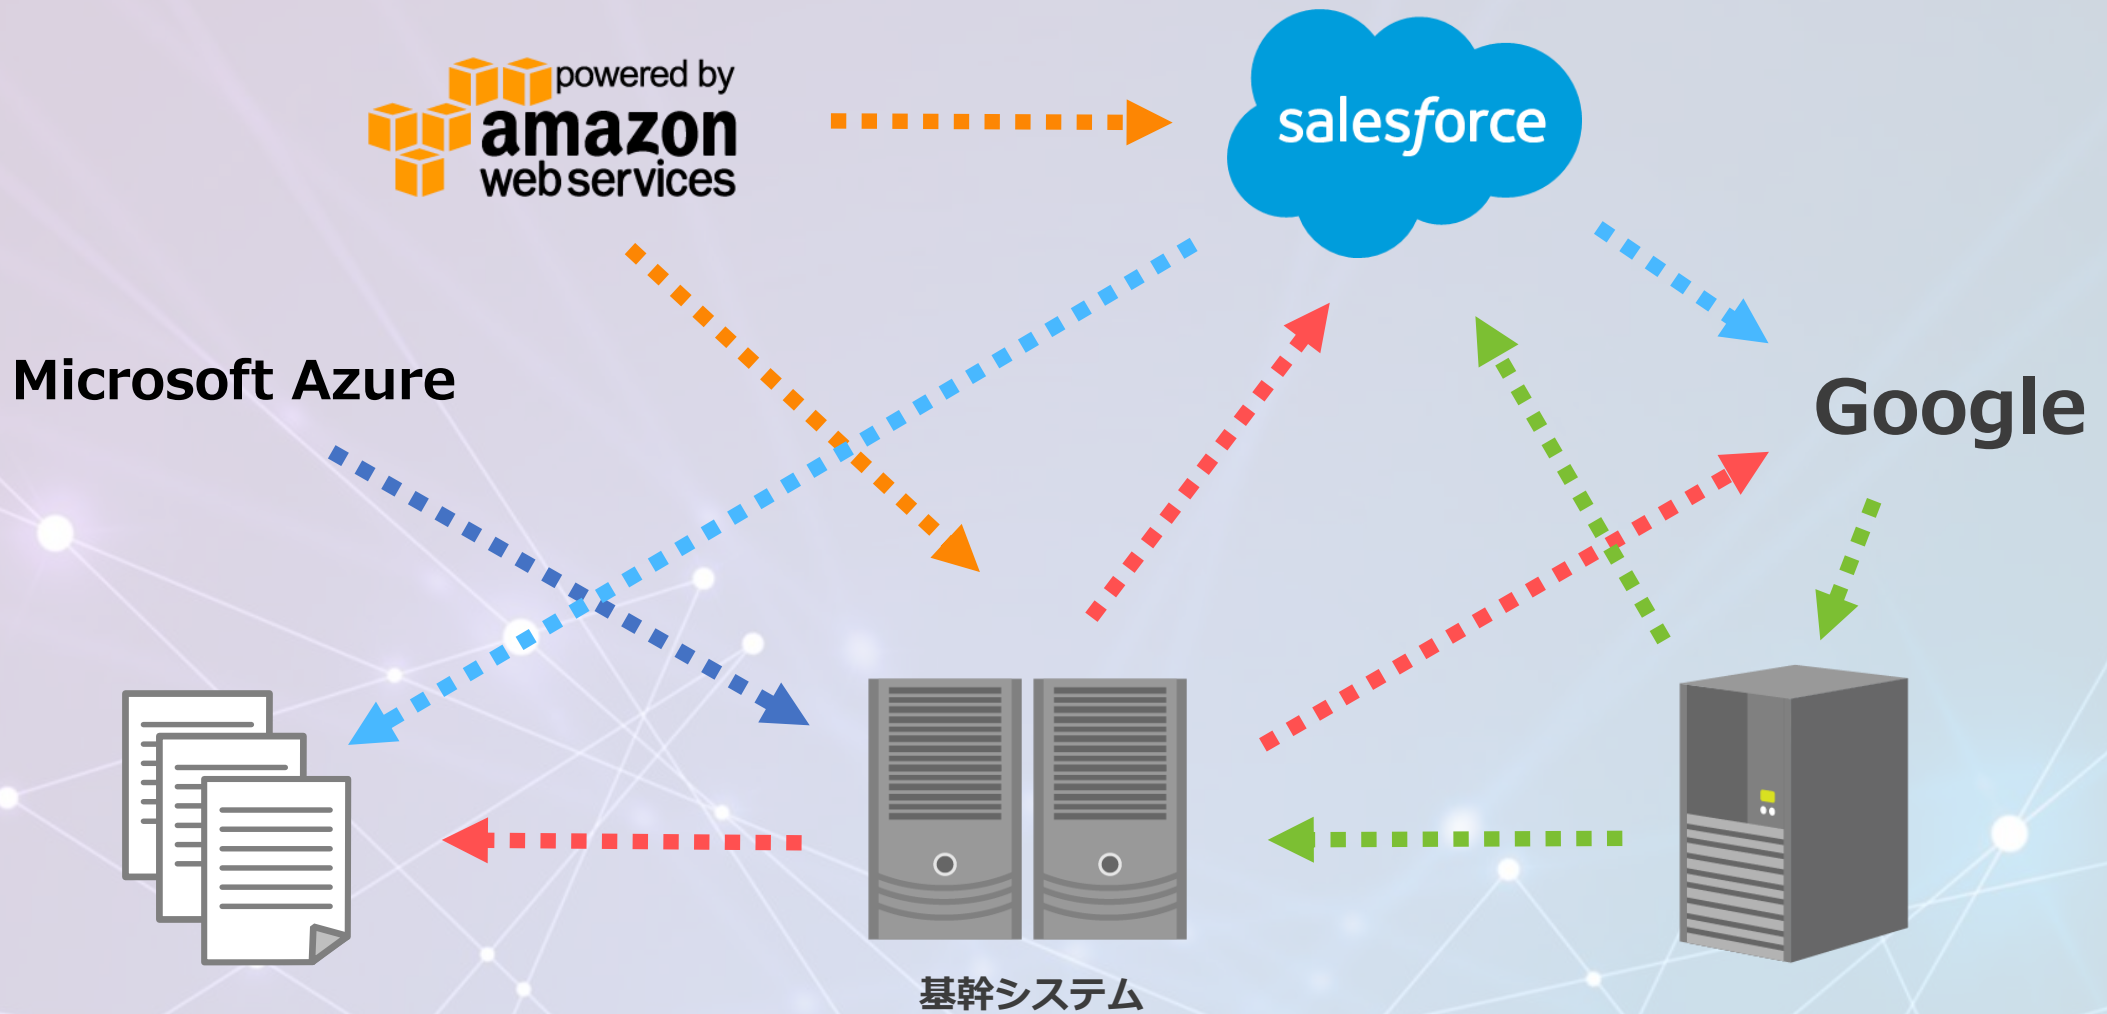 powered by
amazon
web services
salesforce
Microsoft Azure
Google
基幹システム